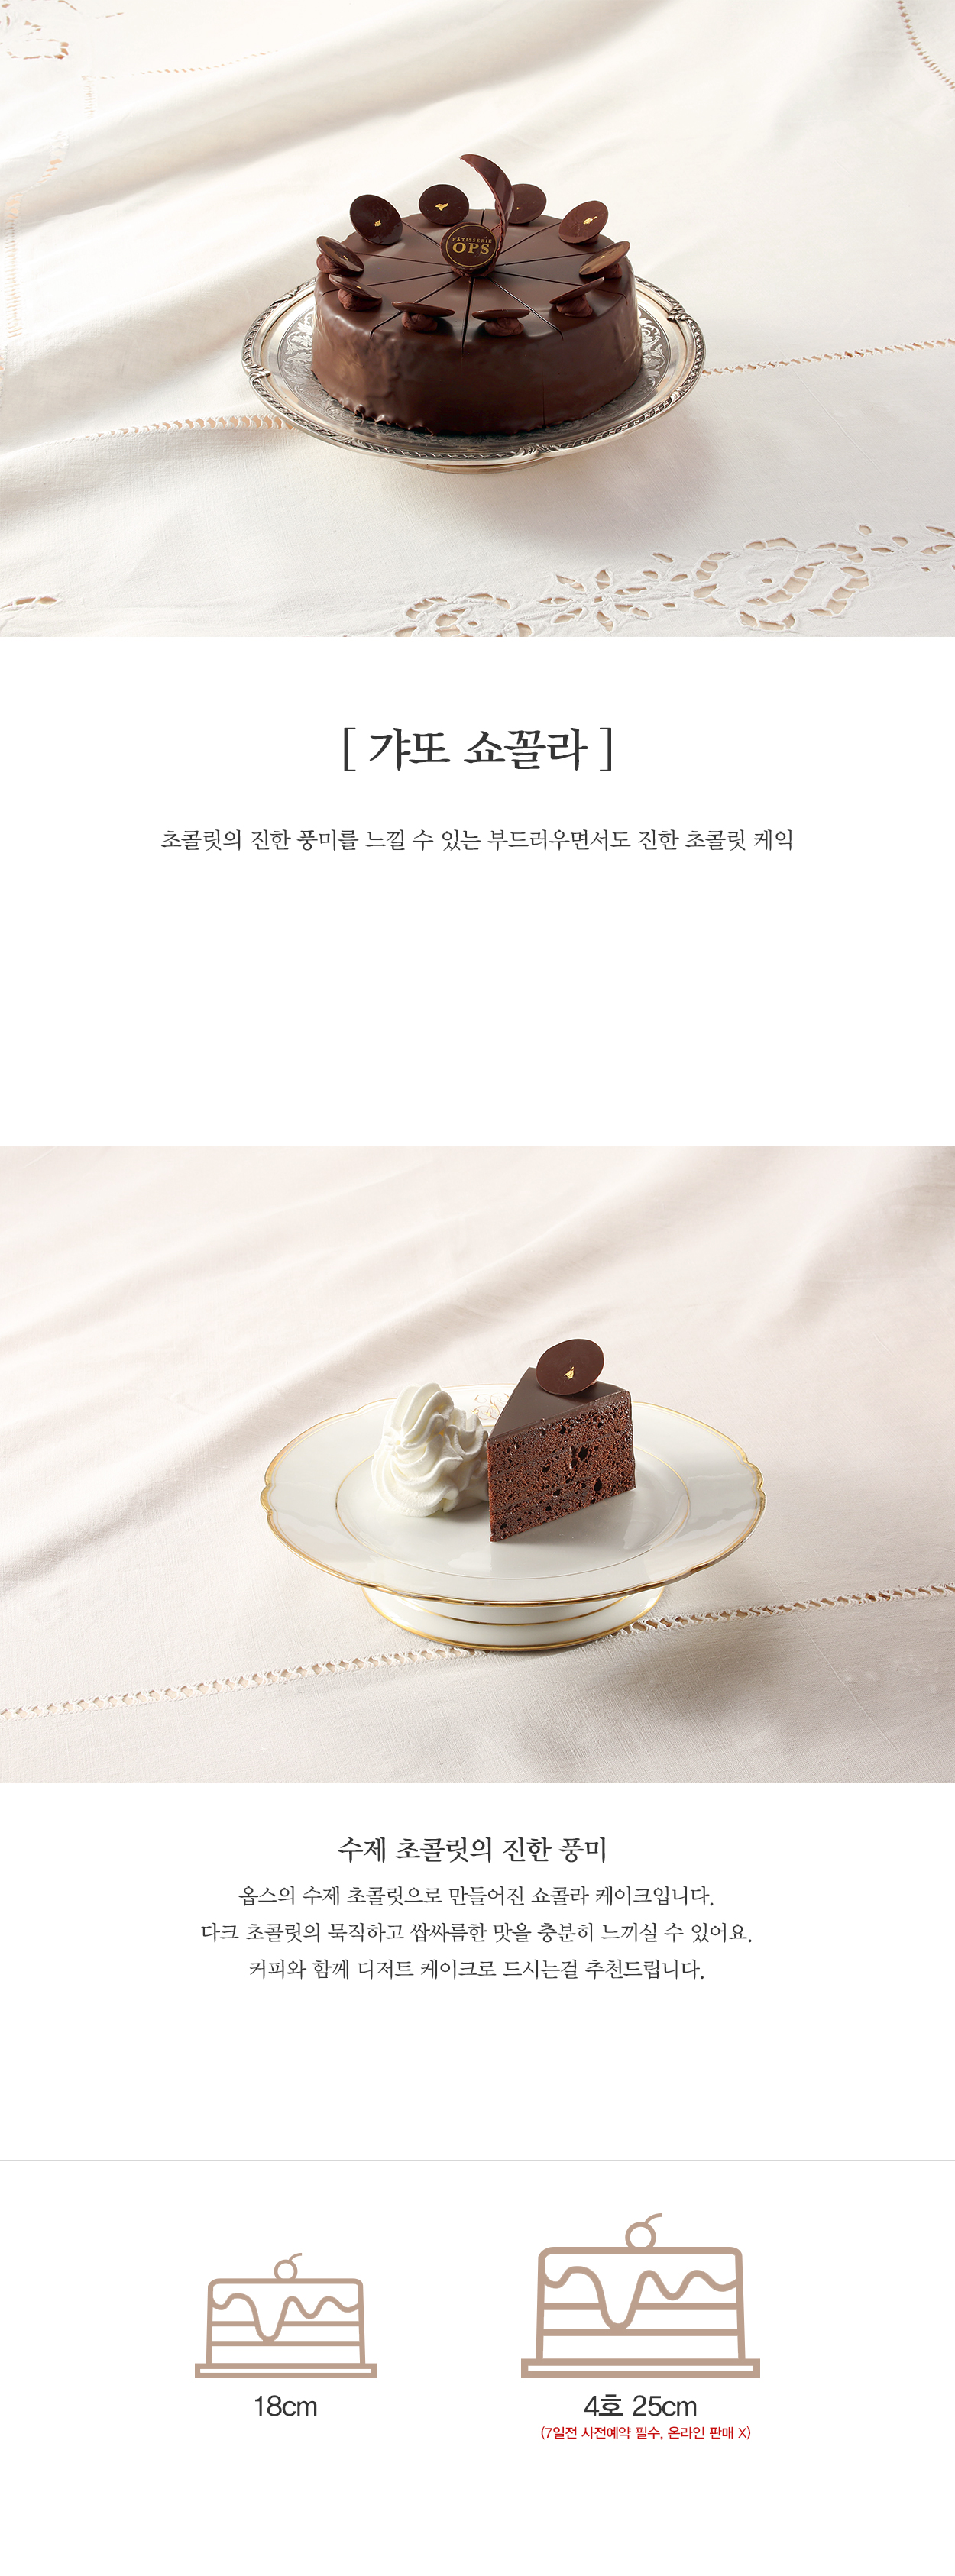 PÂTISSERIE
OPS
[ 갸또 쇼꼴라 ]
초콜릿의 진한 풍미를 느낄 수 있는 부드러우면서도 진한 초콜릿 케익
수제 초콜릿의 진한 풍미
옵스의 수제 초콜릿으로 만들어진 쇼콜라 케이크입니다.
다크 초콜릿의 묵직하고 쌉싸름한 맛을 충분히 느끼실 수 있어요.
커피와 함께 디저트 케이크로 드시는걸 추천드립니다.
18cm
4호 25cm
(7일전 사전예약 필수, 온라인 판매 X)